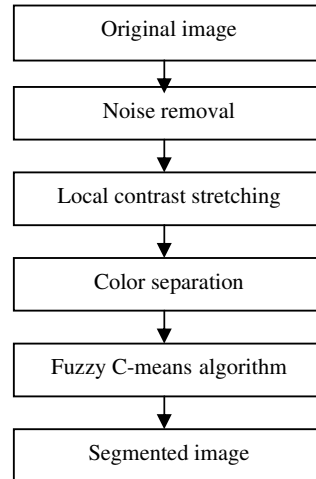 Original image
Noise removal
Local contrast stretching
Color separation
Fuzzy C-means algorithm
Segmented image